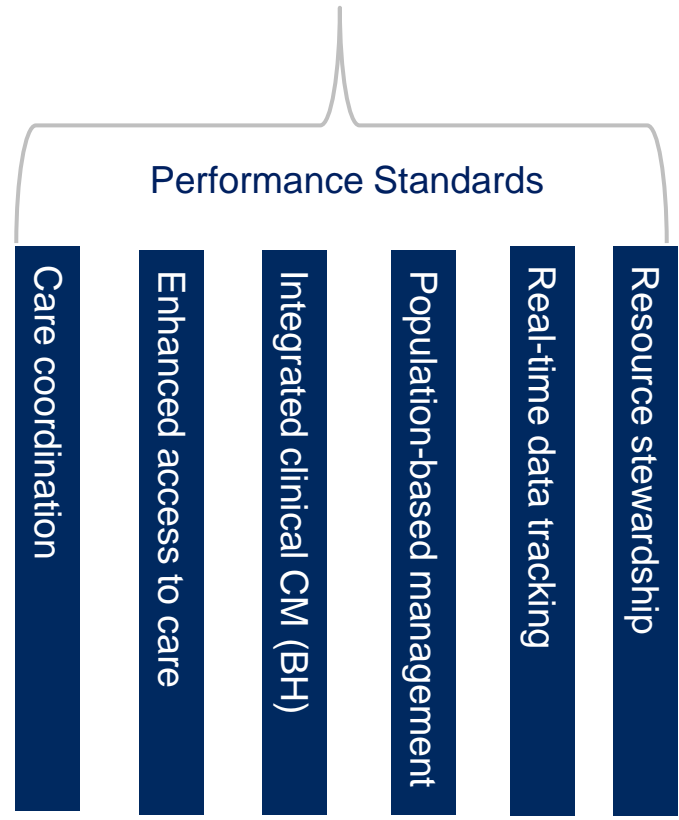 Performance Standards
Care coordination
Enhanced access to care
Integrated clinical CM (BH)
Population-based management
Real-time data tracking
Resource stewardship